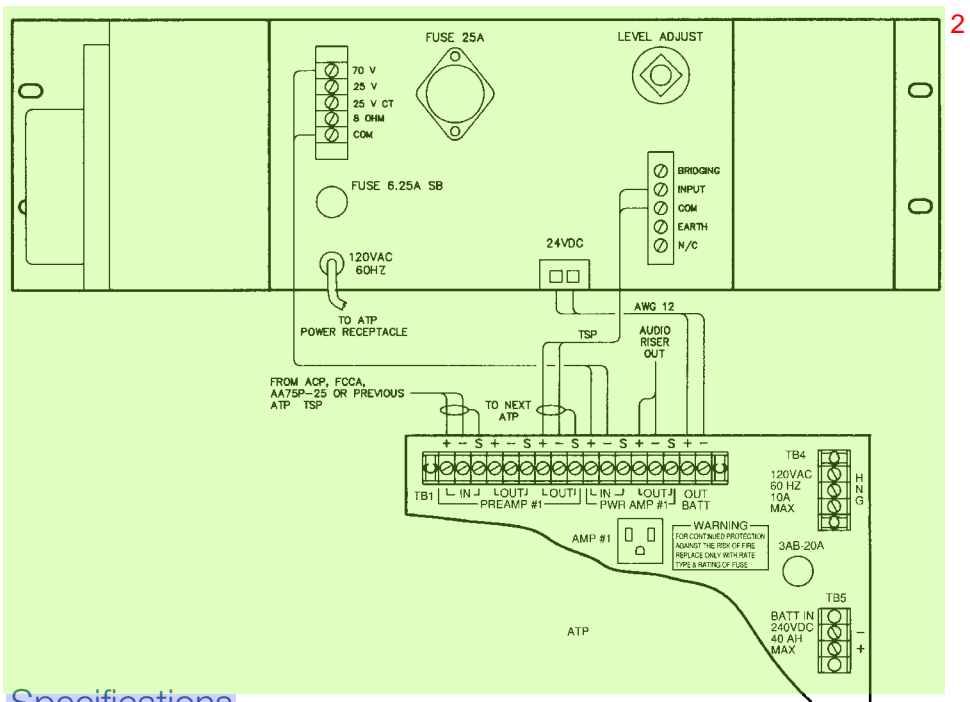 2
FUSE 25A
LEVEL ADJUST
70 V
25 V
25 V CT
8 OHM
COM
FUSE 6.25A SB
BRIDGING
INPUT
COM
EARTH
N/C
120VAC
60HZ
24VDC
TO ATP
POWER RECEPTACLE
AWG 12
TSP
AUDIO
RISER
OUT
FROM ACP, FCCA,
AA75P-25 OR PREVIOUS
ATP TSP
TO NEXT
ATP
+ − S + − S + − S + − S + − S + −
TB1
IN OUT OUT IN OUT OUT
PREAMP #1 PWR AMP #1 BATT
TB4
120VAC
60 HZ
10A
MAX
H
N
G
AMP #1
WARNING
FOR CONTINUED PROTECTION
AGAINST THE RISK OF FIRE
REPLACE ONLY WITH RATE
TYPE & RATING OF FUSE
3AB-20A
TB5
BATT IN
240VDC
40 AH
MAX
−
+
ATP
Specifications